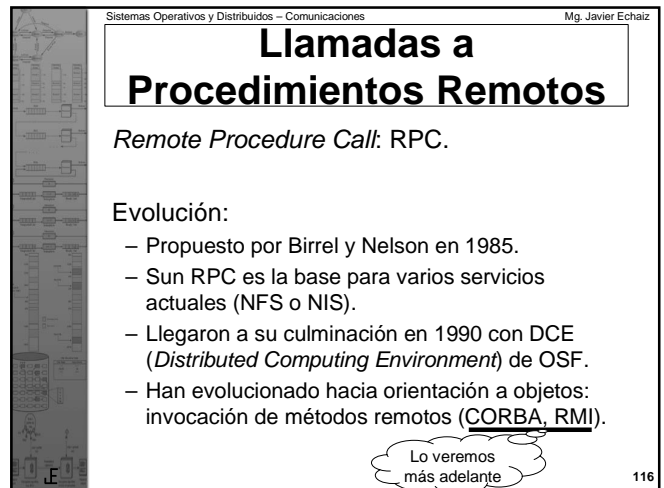 Sistemas Operativos y Distribuidos – Comunicaciones Mg. Javier Echaiz
Llamadas a
Procedimientos Remotos
Remote Procedure Call: RPC.
Evolución:
– Propuesto por Birrel y Nelson en 1985.
– Sun RPC es la base para varios servicios
actuales (NFS o NIS).
– Llegaron a su culminación en 1990 con DCE
(Distributed Computing Environment) de OSF.
– Han evolucionado hacia orientación a objetos:
invocación de métodos remotos (CORBA, RMI).
Lo veremos
más adelante
JE
116